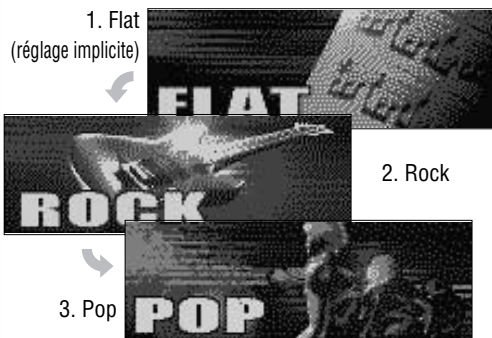 1. Flat
(réglage implicite)
FLAT
ROCK
2. Rock
3. Pop
POP